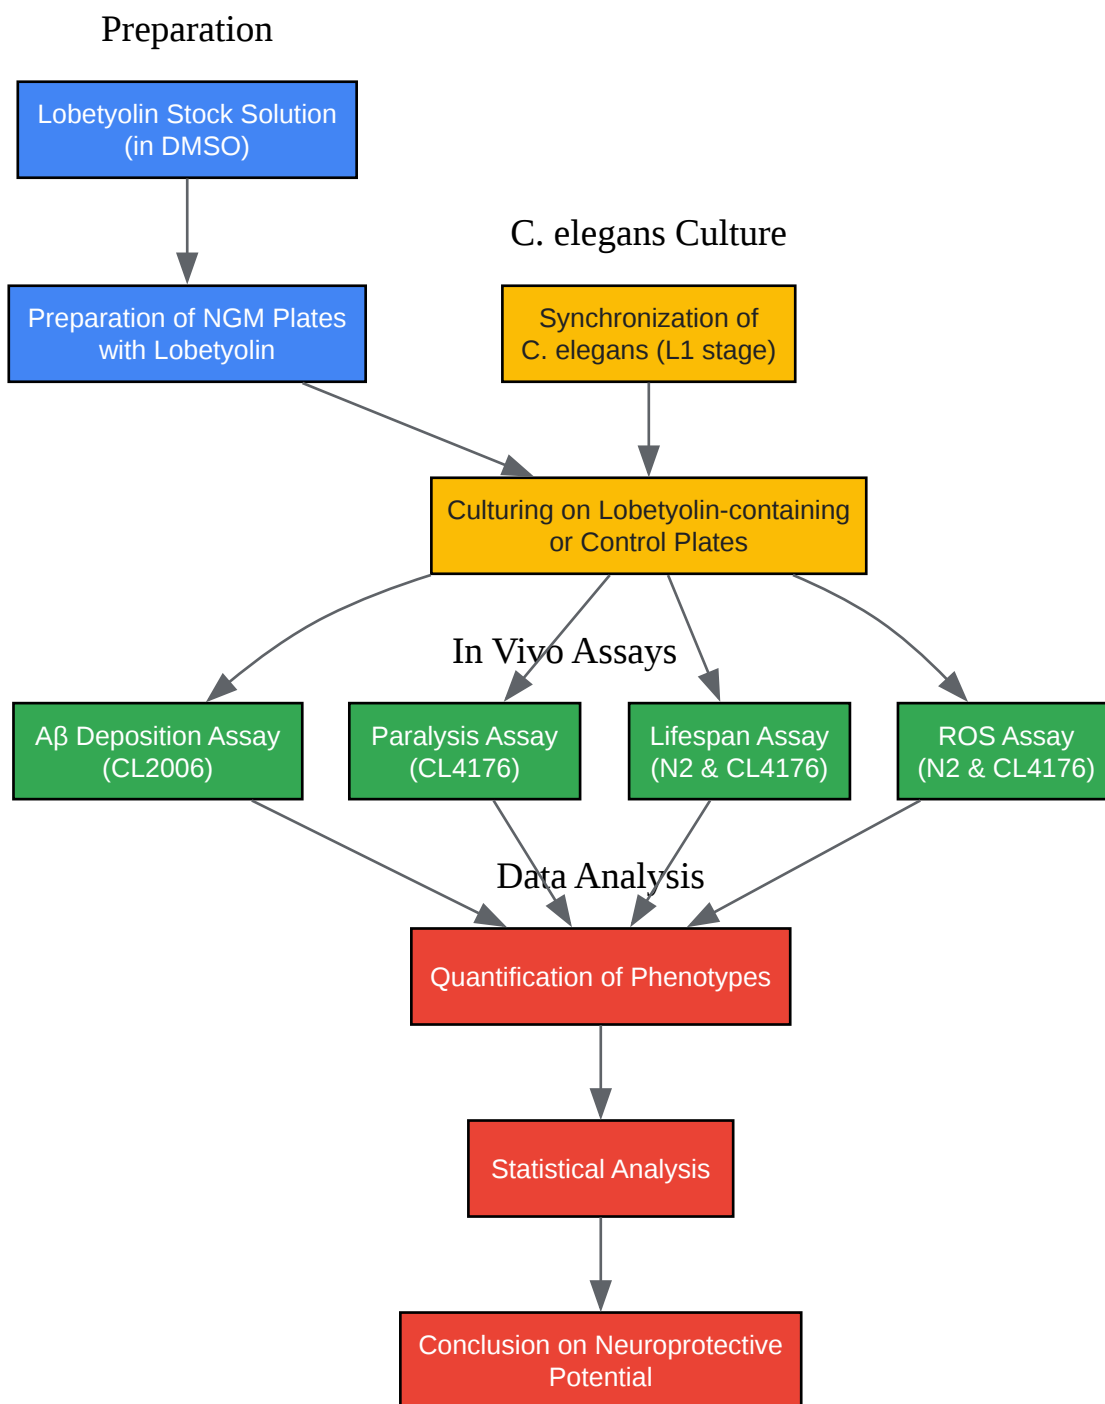 Preparation
Lobetyolin Stock Solution
(in DMSO)
C. elegans Culture
Preparation of NGM Plates
with Lobetyolin
Synchronization of
C. elegans (L1 stage)
Culturing on Lobetyolin-containing
or Control Plates
In Vivo Assays
Aβ Deposition Assay
(CL2006)
Paralysis Assay
(CL4176)
Lifespan Assay
(N2 & CL4176)
ROS Assay
(N2 & CL4176)
Data Analysis
Quantification of Phenotypes
Statistical Analysis
Conclusion on Neuroprotective
Potential